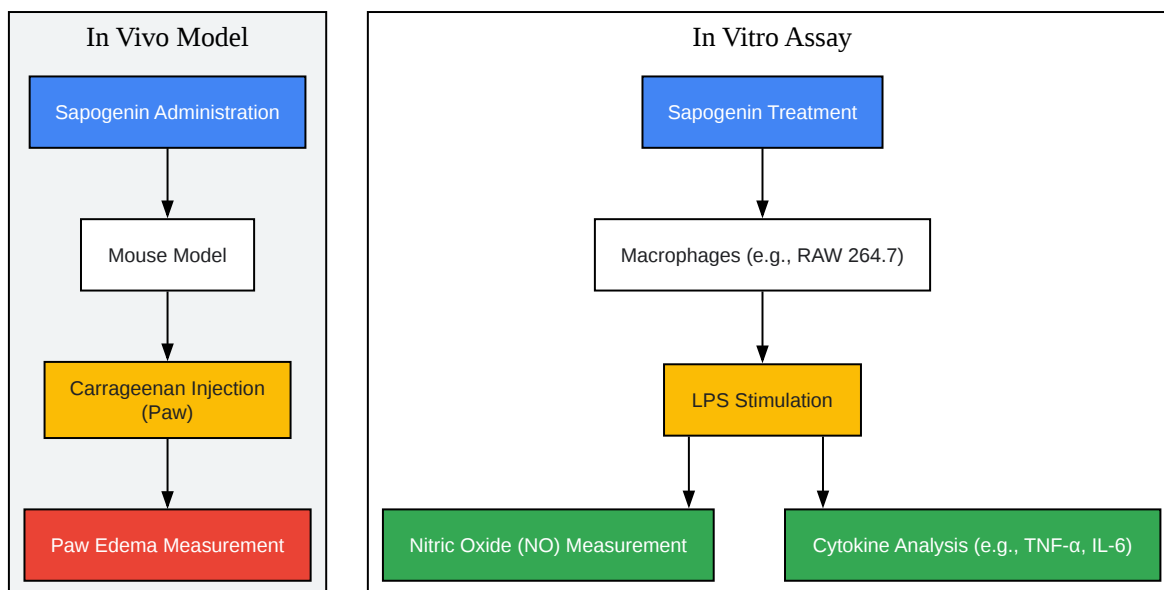 In Vivo Model
Sapogenin Administration
Mouse Model
Carrageenan Injection
(Paw)
Paw Edema Measurement
In Vitro Assay
Sapogenin Treatment
Macrophages (e.g., RAW 264.7)
LPS Stimulation
Nitric Oxide (NO) Measurement
Cytokine Analysis (e.g., TNF-α, IL-6)